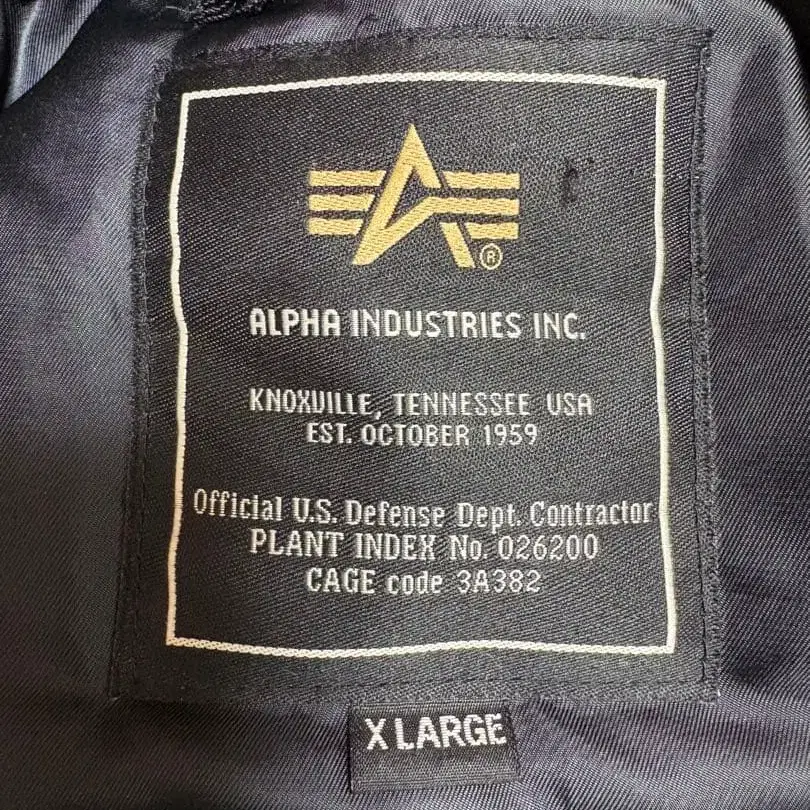 ®
ALPHA INDUSTRIES INC.
KNOXVILLE, TENNESSEE USA
EST. OCTOBER 1959
Official U.S. Defense Dept. Contractor
PLANT INDEX No. 026200
CAGE code 3A382
X LARGE